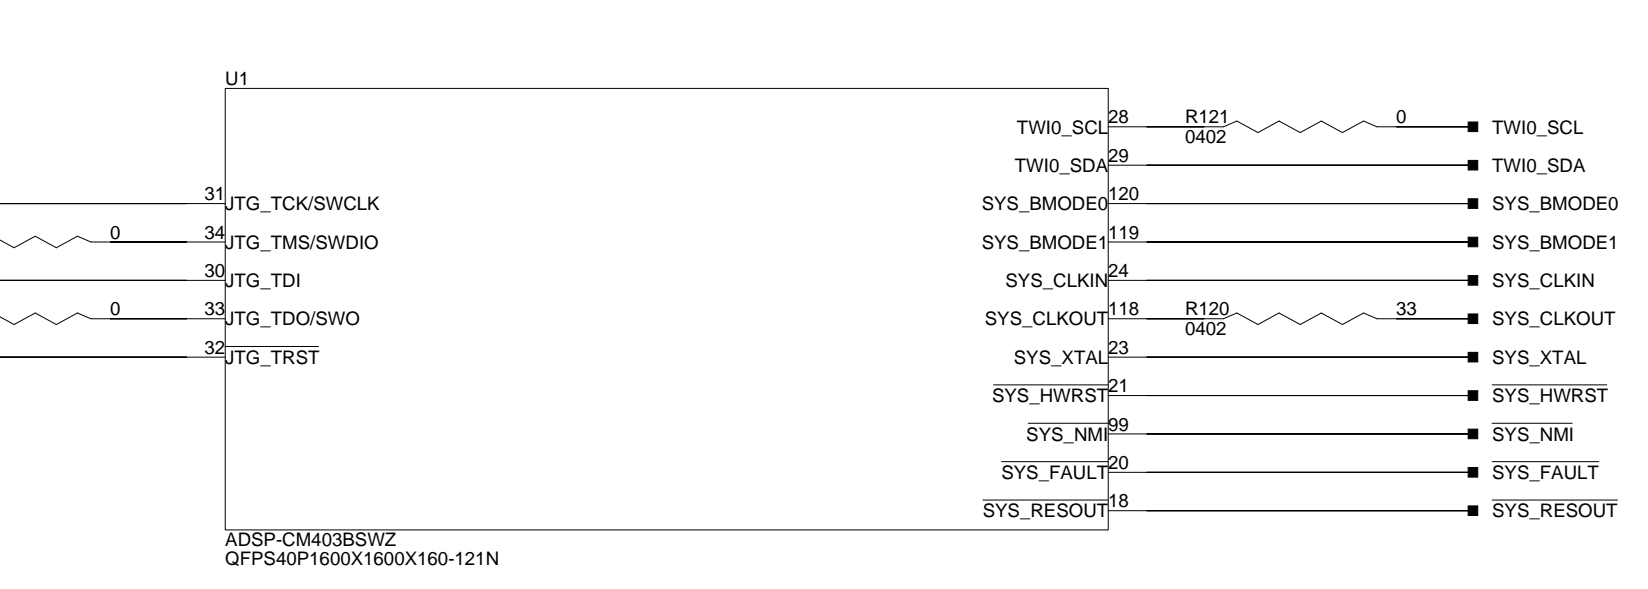 U1
TWI0_SCL 28 R121 0 TWI0_SCL
0402
TWI0_SDA 29 TWI0_SDA
31 JTG_TCK/SWCLK SYS_BMODE0 120 SYS_BMODE0
0 34 JTG_TMS/SWDIO SYS_BMODE1 119 SYS_BMODE1
30 JTG_TDI SYS_CLKIN 24 SYS_CLKIN
0 33 JTG_TDO/SWO SYS_CLKOUT 118 R120 33 SYS_CLKOUT
0402
32 JTG_TRST SYS_XTAL 23 SYS_XTAL
SYS_HWRST 21 SYS_HWRST
SYS_NMI 99 SYS_NMI
SYS_FAULT 20 SYS_FAULT
SYS_RESOUT 18 SYS_RESOUT
ADSP-CM403BSWZ
QFPS40P1600X1600X160-121N